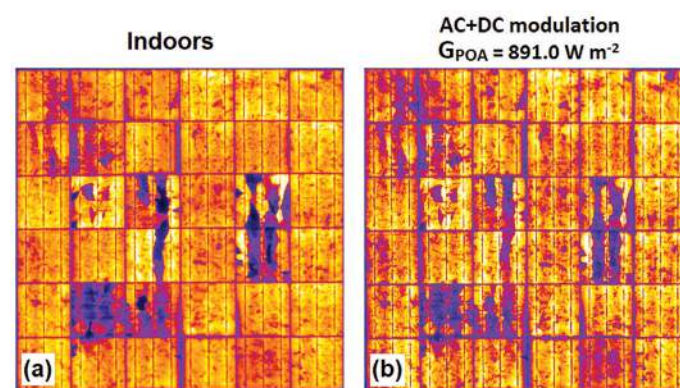 Indoors
AC+DC modulation
GPOA = 891.0 W m-2
(a)
(b)